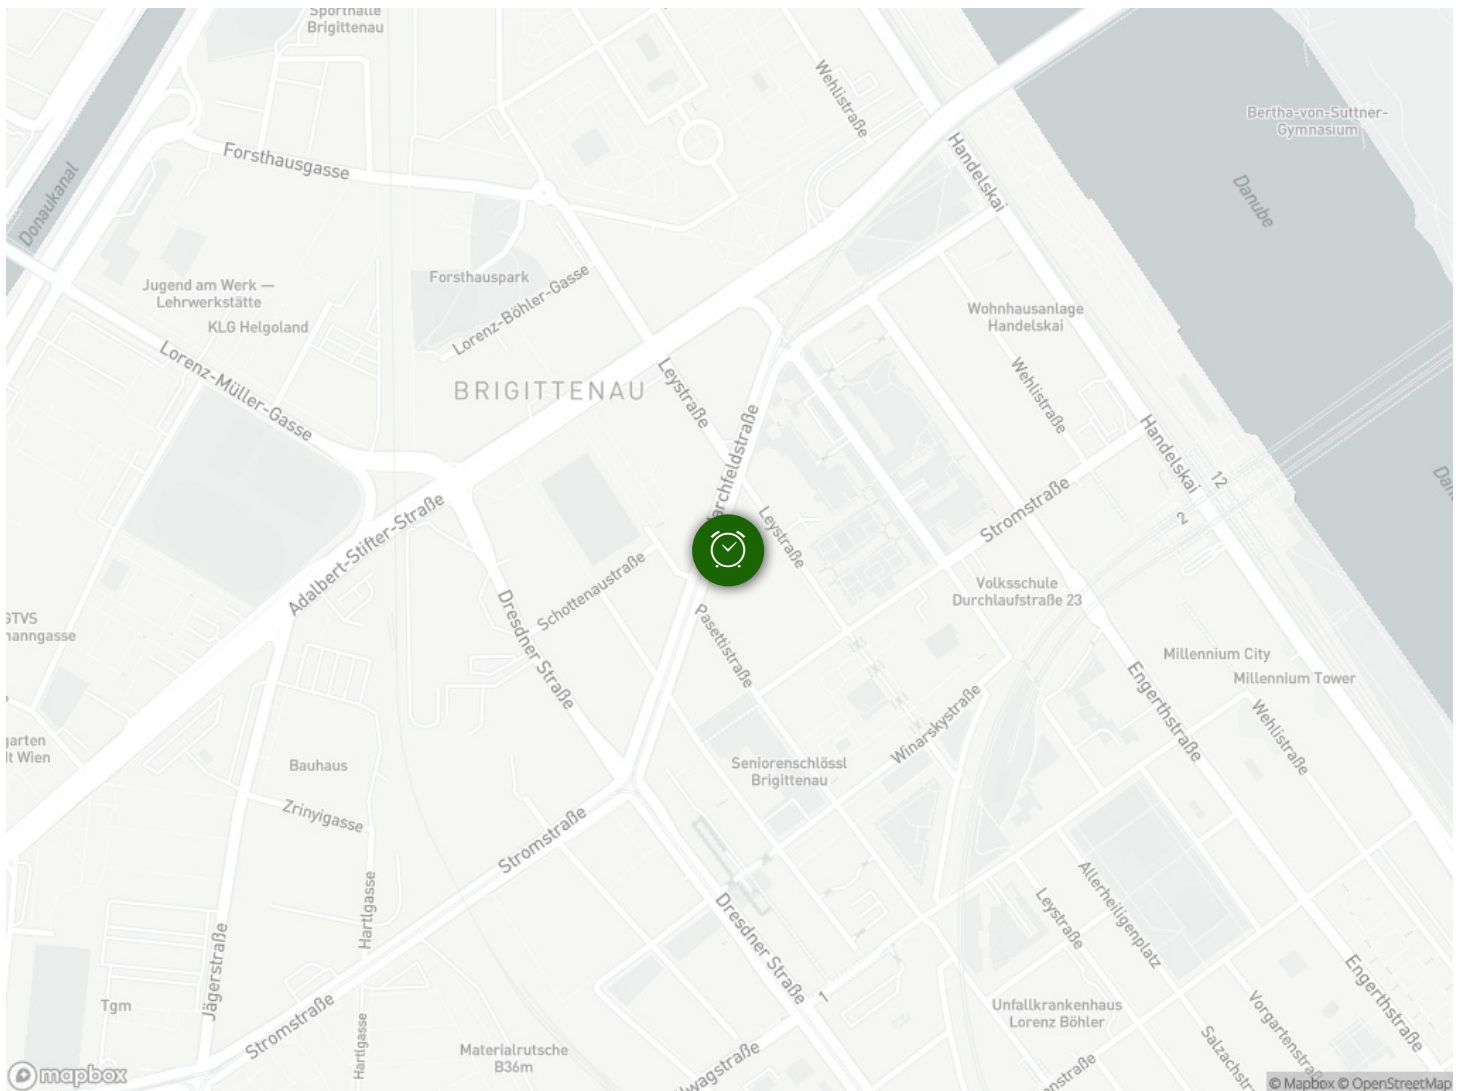 Sporthalle
Brigittenau
Wehlistraße
Bertha-von-Suttner-
Gymnasium
Handelskai
Forsthausgasse
Donaukanal
Danube
Forsthauspark
Jugend am Werk —
Lehrwerkstätte
KLG Helgoland
Lorenz-Böhler-Gasse
Wohnhausanlage
Handelskai
Lorenz-Müller-Gasse
BRIGITTENAU
Leystraße
Wehlistraße
Handelskai
12
2
Stromstraße
Leystraße
Adalbert-Stifter-Straße
Schottenaustraße
Dresdner Straße
Pasettistraße
Volksschule
Durchlaufstraße 23
Millennium City
Millennium Tower
Engerthstraße
Wehlistraße
Winarskystraße
Seniorenschlössl
Brigittenau
Bauhaus
Zrinyigasse
Stromstraße
Hartlgasse
Jägerstraße
Dresdner Straße
1
Leystraße
Allerheiligenplatz
Engerthstraße
Unfallkrankenhaus
Lorenz Böhler
Tgm
Stromstraße
Hartlgasse
Materialrutsche
B36m
mapbox
© Mapbox © OpenStreetMap